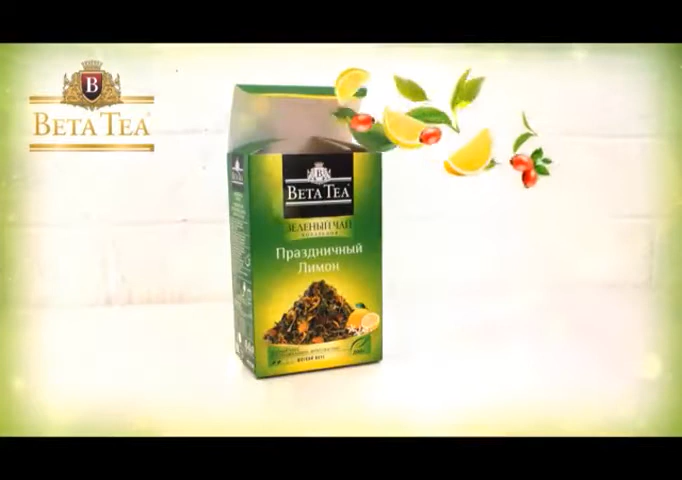 B
BETA TEA
BETA TEA
ЗЕЛЕНЫЙ ЧАЙ
Праздничный
Лимон